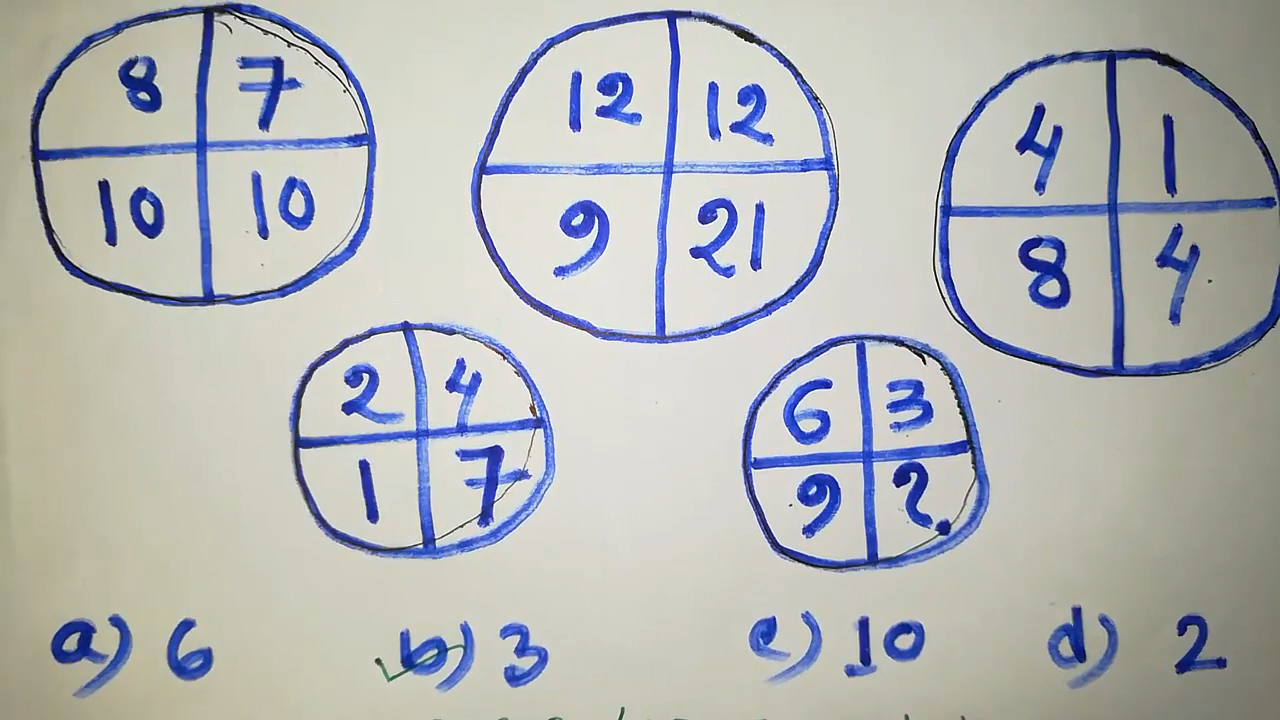 8 7 12 12 4 1
10 10 9 21 8 4
2 4 6 3
1 7 9 ?
a) 6 b) 3 c) 10 d) 2